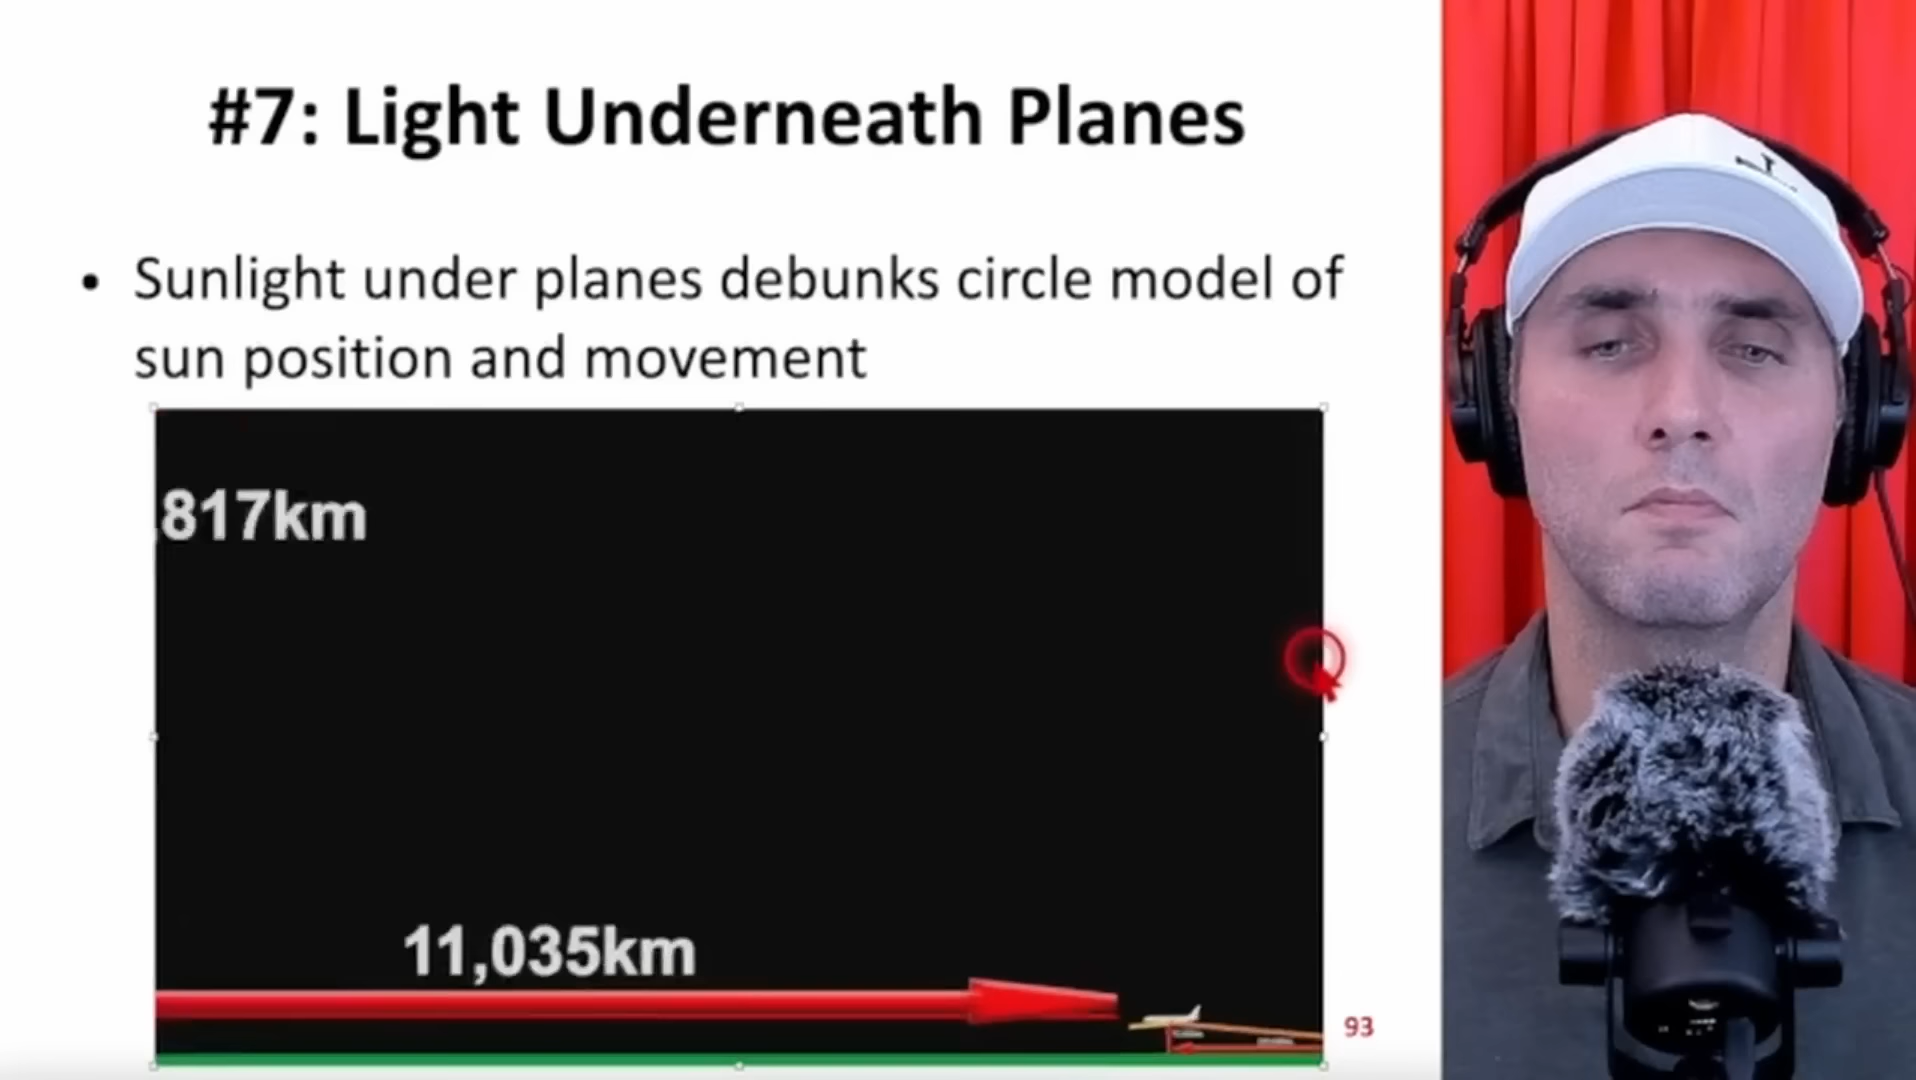 #7: Light Underneath Planes
• Sunlight under planes debunks circle model of
sun position and movement
,817km
11,035km
93